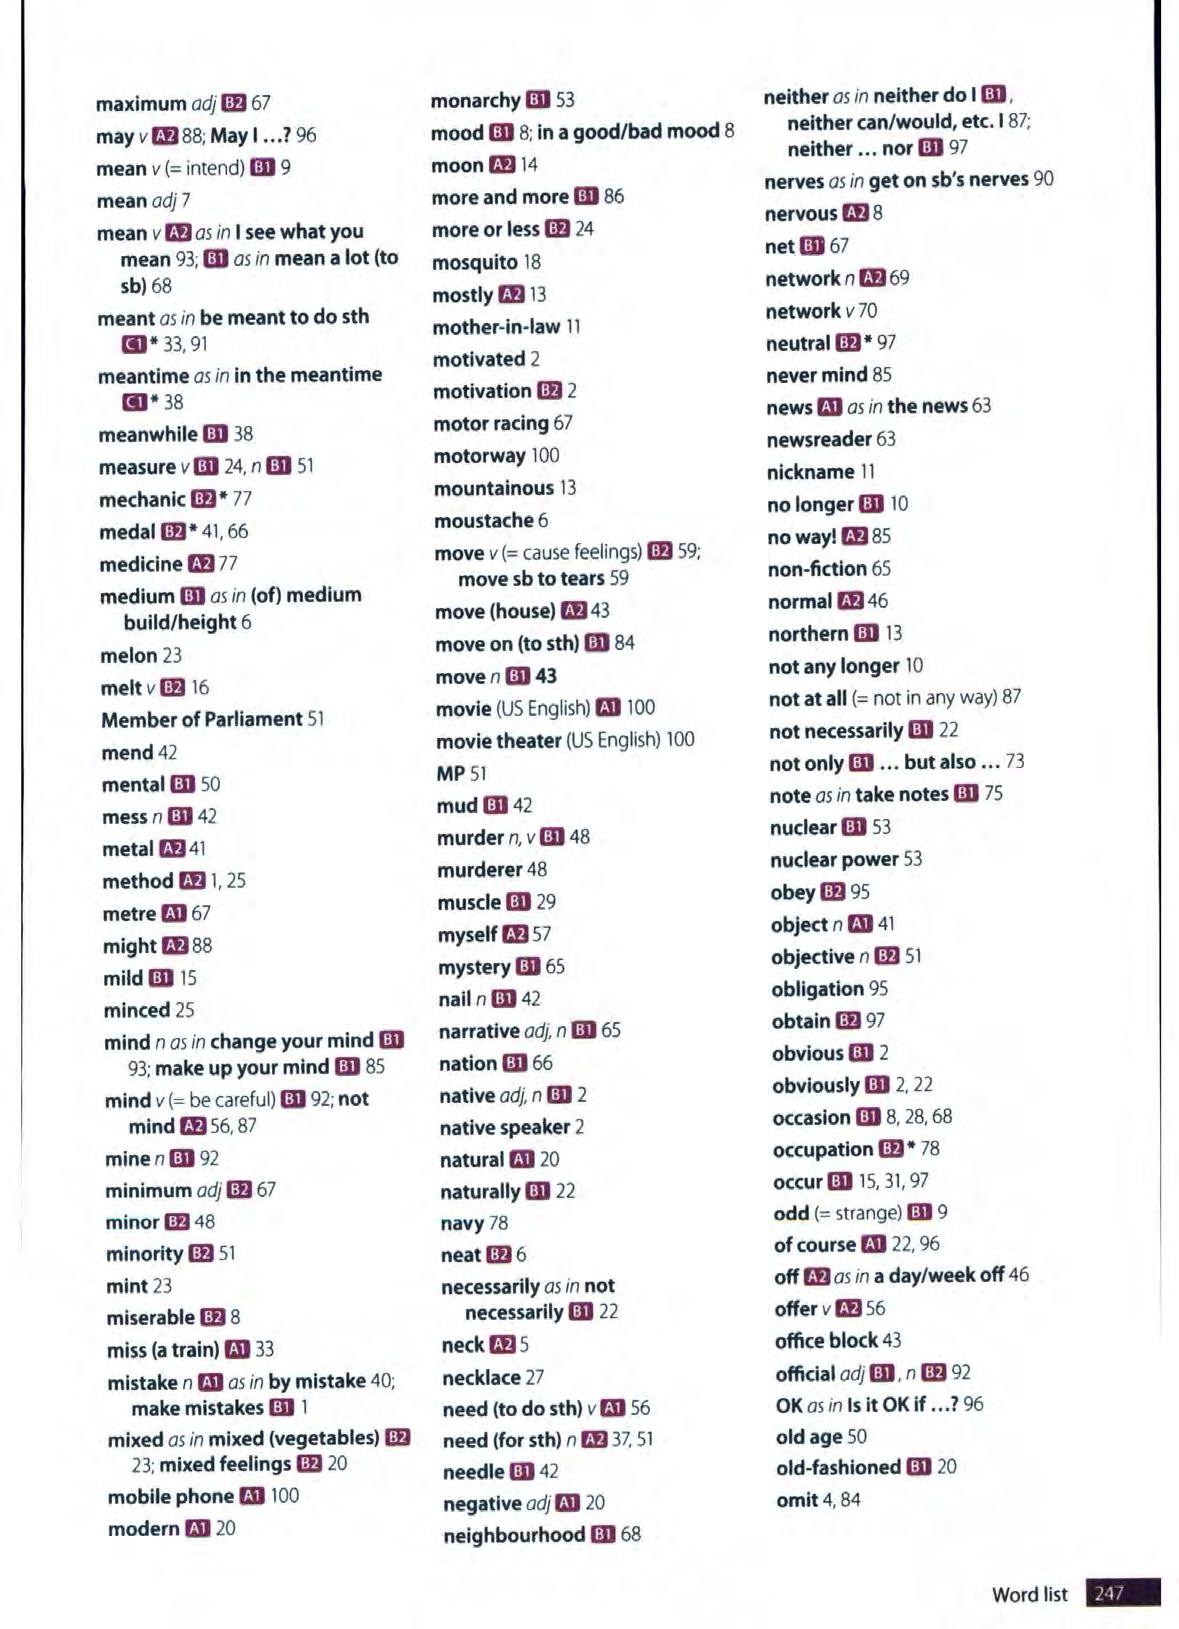 maximum adj B2 67
may v A2 88; May I ...? 96
mean v (= intend) B1 9
mean adj 7
mean v A2 as in I see what you
mean 93; B1 as in mean a lot (to
sb) 68
meant as in be meant to do sth
C1* 33, 91
meantime as in in the meantime
C1* 38
meanwhile B1 38
measure v B1 24, n B1 51
mechanic B2* 77
medal B2* 41, 66
medicine A2 77
medium B1 as in (of) medium
build/height 6
melon 23
melt v B2 16
Member of Parliament 51
mend 42
mental B1 50
mess n B1 42
metal A2 41
method A2 1, 25
metre A1 67
might A2 88
mild B1 15
minced 25
mind n as in change your mind B1
93; make up your mind B1 85
mind v (= be careful) B1 92; not
mind A2 56, 87
mine n B1 92
minimum adj B2 67
minor B2 48
minority B2 51
mint 23
miserable B2 8
miss (a train) A1 33
mistake n A1 as in by mistake 40;
make mistakes B1 1
mixed as in mixed (vegetables) B2
23; mixed feelings B2 20
mobile phone A1 100
modern A1 20
monarchy B1 53
mood B1 8; in a good/bad mood 8
moon A2 14
more and more B1 86
more or less B2 24
mosquito 18
mostly A2 13
mother-in-law 11
motivated 2
motivation B2 2
motor racing 67
motorway 100
mountainous 13
moustache 6
move v (= cause feelings) B2 59;
move sb to tears 59
move (house) A2 43
move on (to sth) B1 84
move n B1 43
movie (US English) A1 100
movie theater (US English) 100
MP 51
mud B1 42
murder n, v B1 48
murderer 48
muscle B1 29
myself A2 57
mystery B1 65
nail n B1 42
narrative adj, n B1 65
nation B1 66
native adj, n B1 2
native speaker 2
natural A1 20
naturally B1 22
navy 78
neat B2 6
necessarily as in not
necessarily B1 22
neck A2 5
necklace 27
need (to do sth) v A1 56
need (for sth) n A2 37, 51
needle B1 42
negative adj A1 20
neighbourhood B1 68
neither as in neither do I B1,
neither can/would, etc. I 87;
neither ... nor B1 97
nerves as in get on sb's nerves 90
nervous A2 8
net B1 67
network n A2 69
network v 70
neutral B2* 97
never mind 85
news A1 as in the news 63
newsreader 63
nickname 11
no longer B1 10
no way! A2 85
non-fiction 65
normal A2 46
northern B1 13
not any longer 10
not at all (= not in any way) 87
not necessarily B1 22
not only B1 ... but also ... 73
note as in take notes B1 75
nuclear B1 53
nuclear power 53
obey B2 95
object n A1 41
objective n B2 51
obligation 95
obtain B2 97
obvious B1 2
obviously B1 2, 22
occasion B1 8, 28, 68
occupation B2* 78
occur B1 15, 31, 97
odd (= strange) B1 9
of course A1 22, 96
off A2 as in a day/week off 46
offer v A2 56
office block 43
official adj B1, n B2 92
OK as in Is it OK if ...? 96
old age 50
old-fashioned B1 20
omit 4, 84
Word list 247